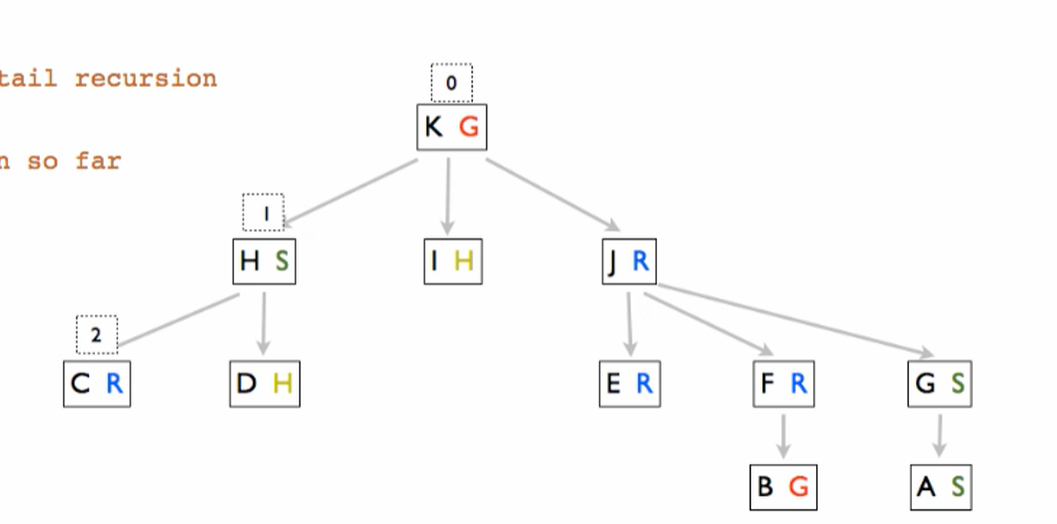 tail recursion
0
K G
n so far
1
H S
I H
J R
2
C R
D H
E R
F R
G S
B G
A S